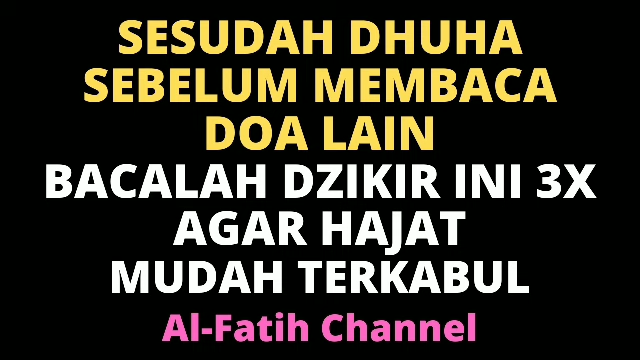 SESUDAH DHUHA
SEBELUM MEMBACA
DOA LAIN
BACALAH DZIKIR INI 3X
AGAR HAJAT
MUDAH TERKABUL
Al-Fatih Channel